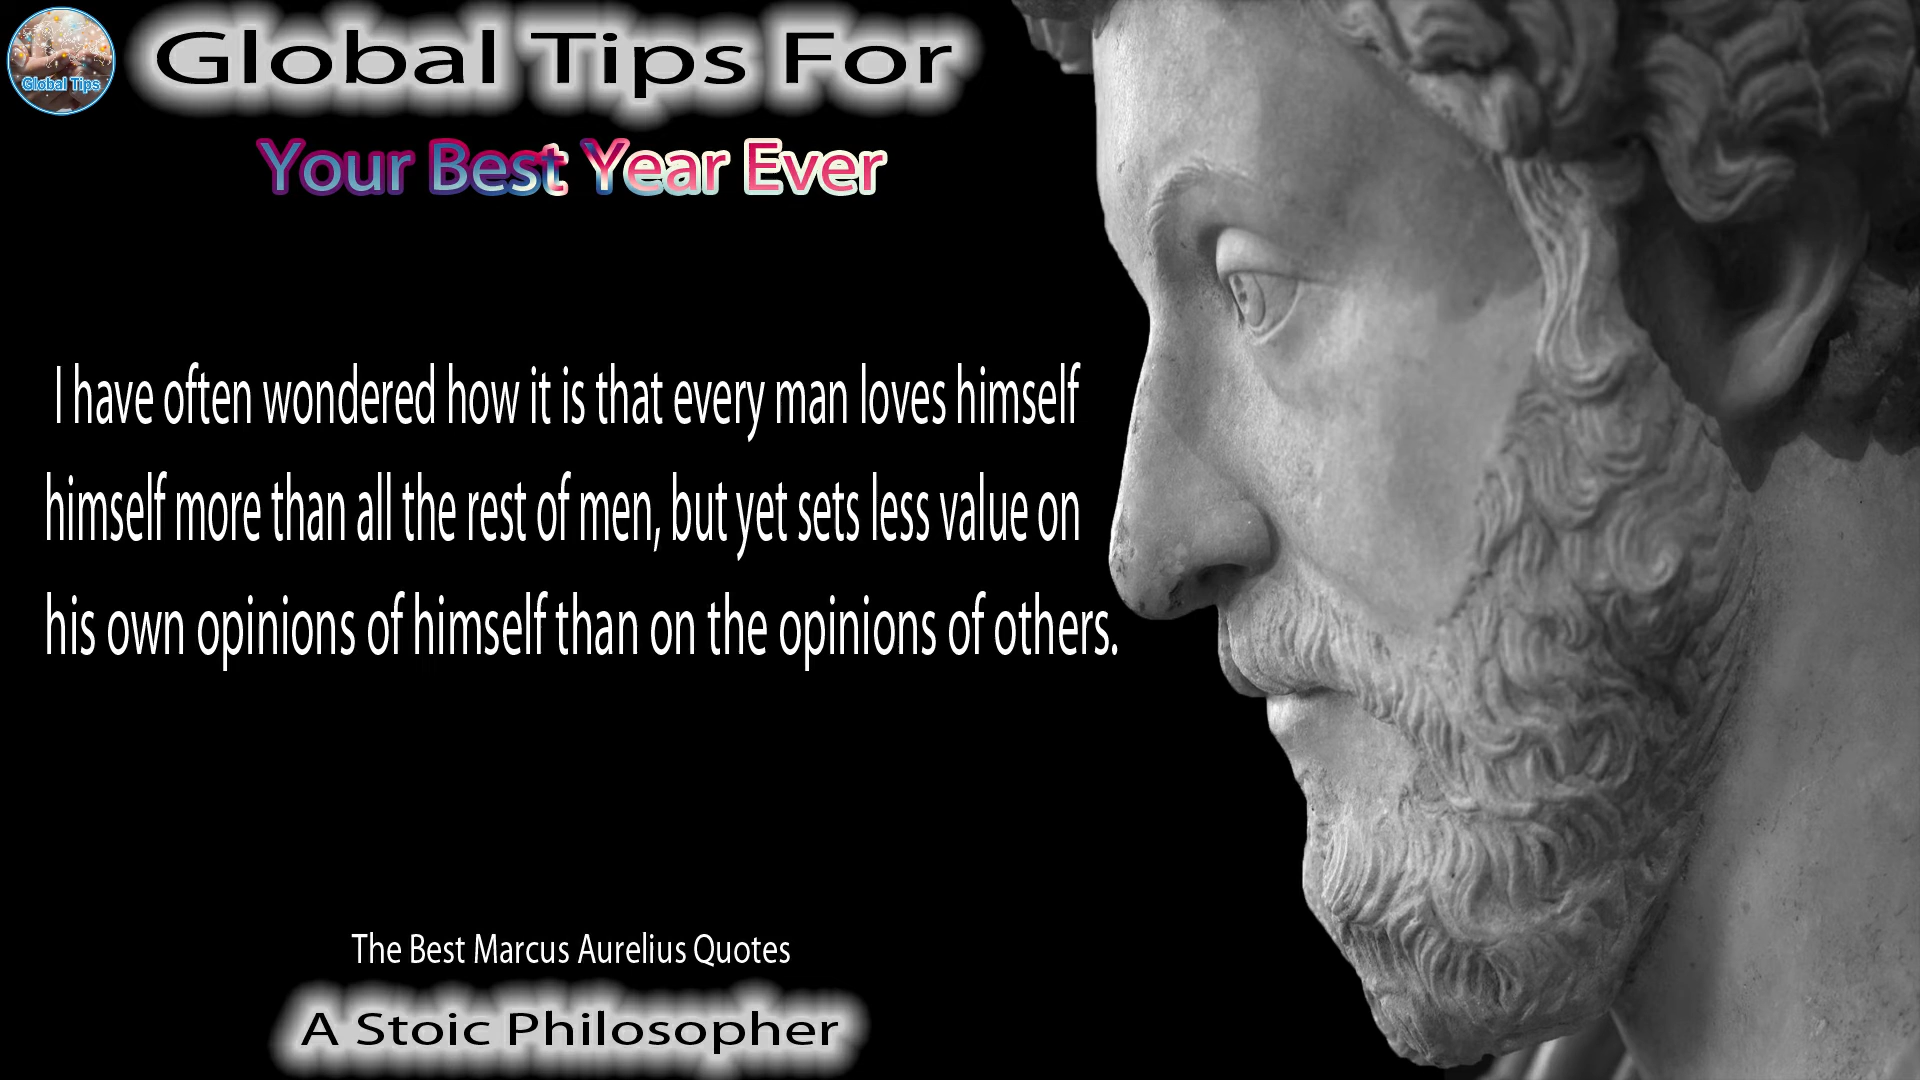 Global Tips
Global Tips For
Your Best Year Ever
I have often wondered how it is that every man loves himself
himself more than all the rest of men, but yet sets less value on
his own opinions of himself than on the opinions of others.
The Best Marcus Aurelius Quotes
A Stoic Philosopher